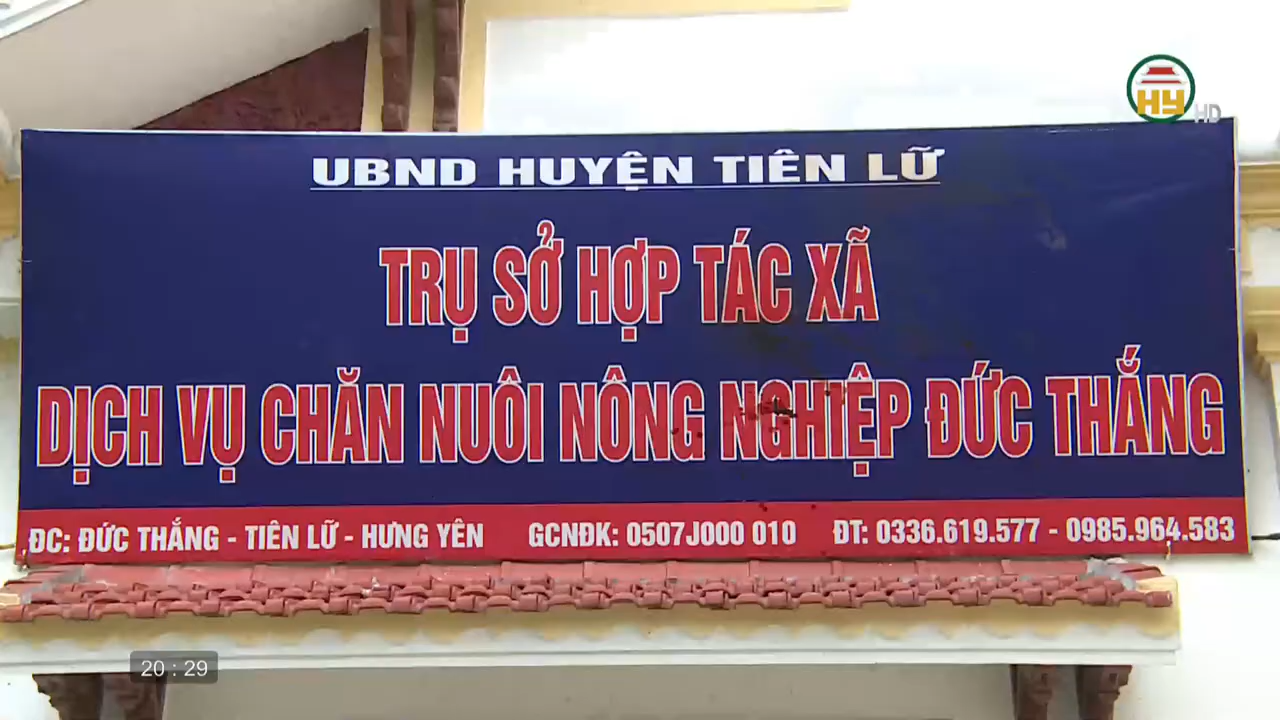 HY HD
UBND HUYỆN TIÊN LỮ
TRỤ SỞ HỢP TÁC XÃ
DỊCH VỤ CHĂN NUÔI NÔNG NGHIỆP ĐỨC THẮNG
ĐC: ĐỨC THẮNG - TIÊN LỮ - HƯNG YÊN GCNĐK: 0507J000 010 ĐT: 0336.619.577 - 0985.964.583
20 : 29